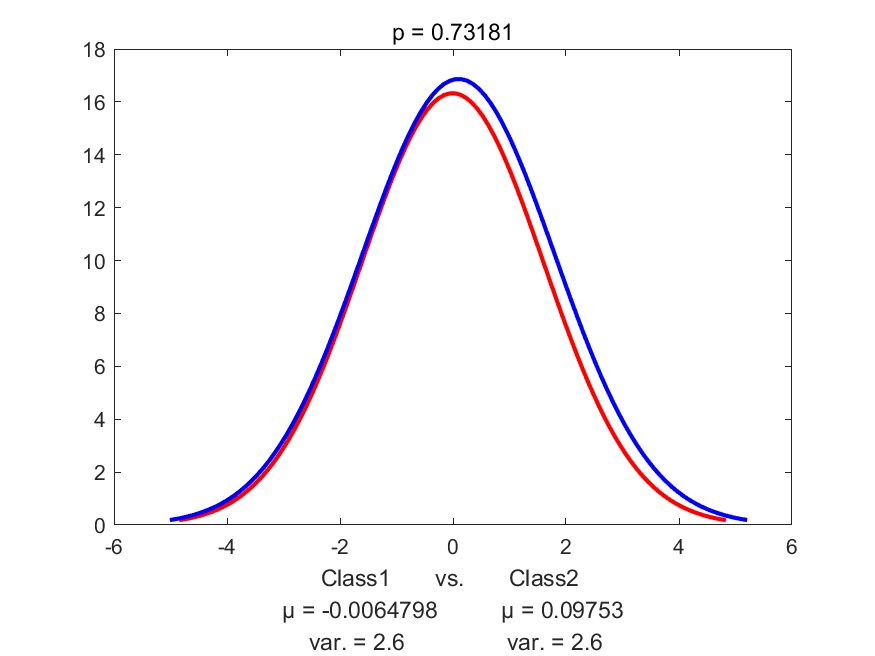 p = 0.73181
18
16
14
12
10
8
6
4
2
0
-6 -4 -2 0 2 4 6
Class1 vs. Class2
μ = -0.0064798 μ = 0.09753
var. = 2.6 var. = 2.6